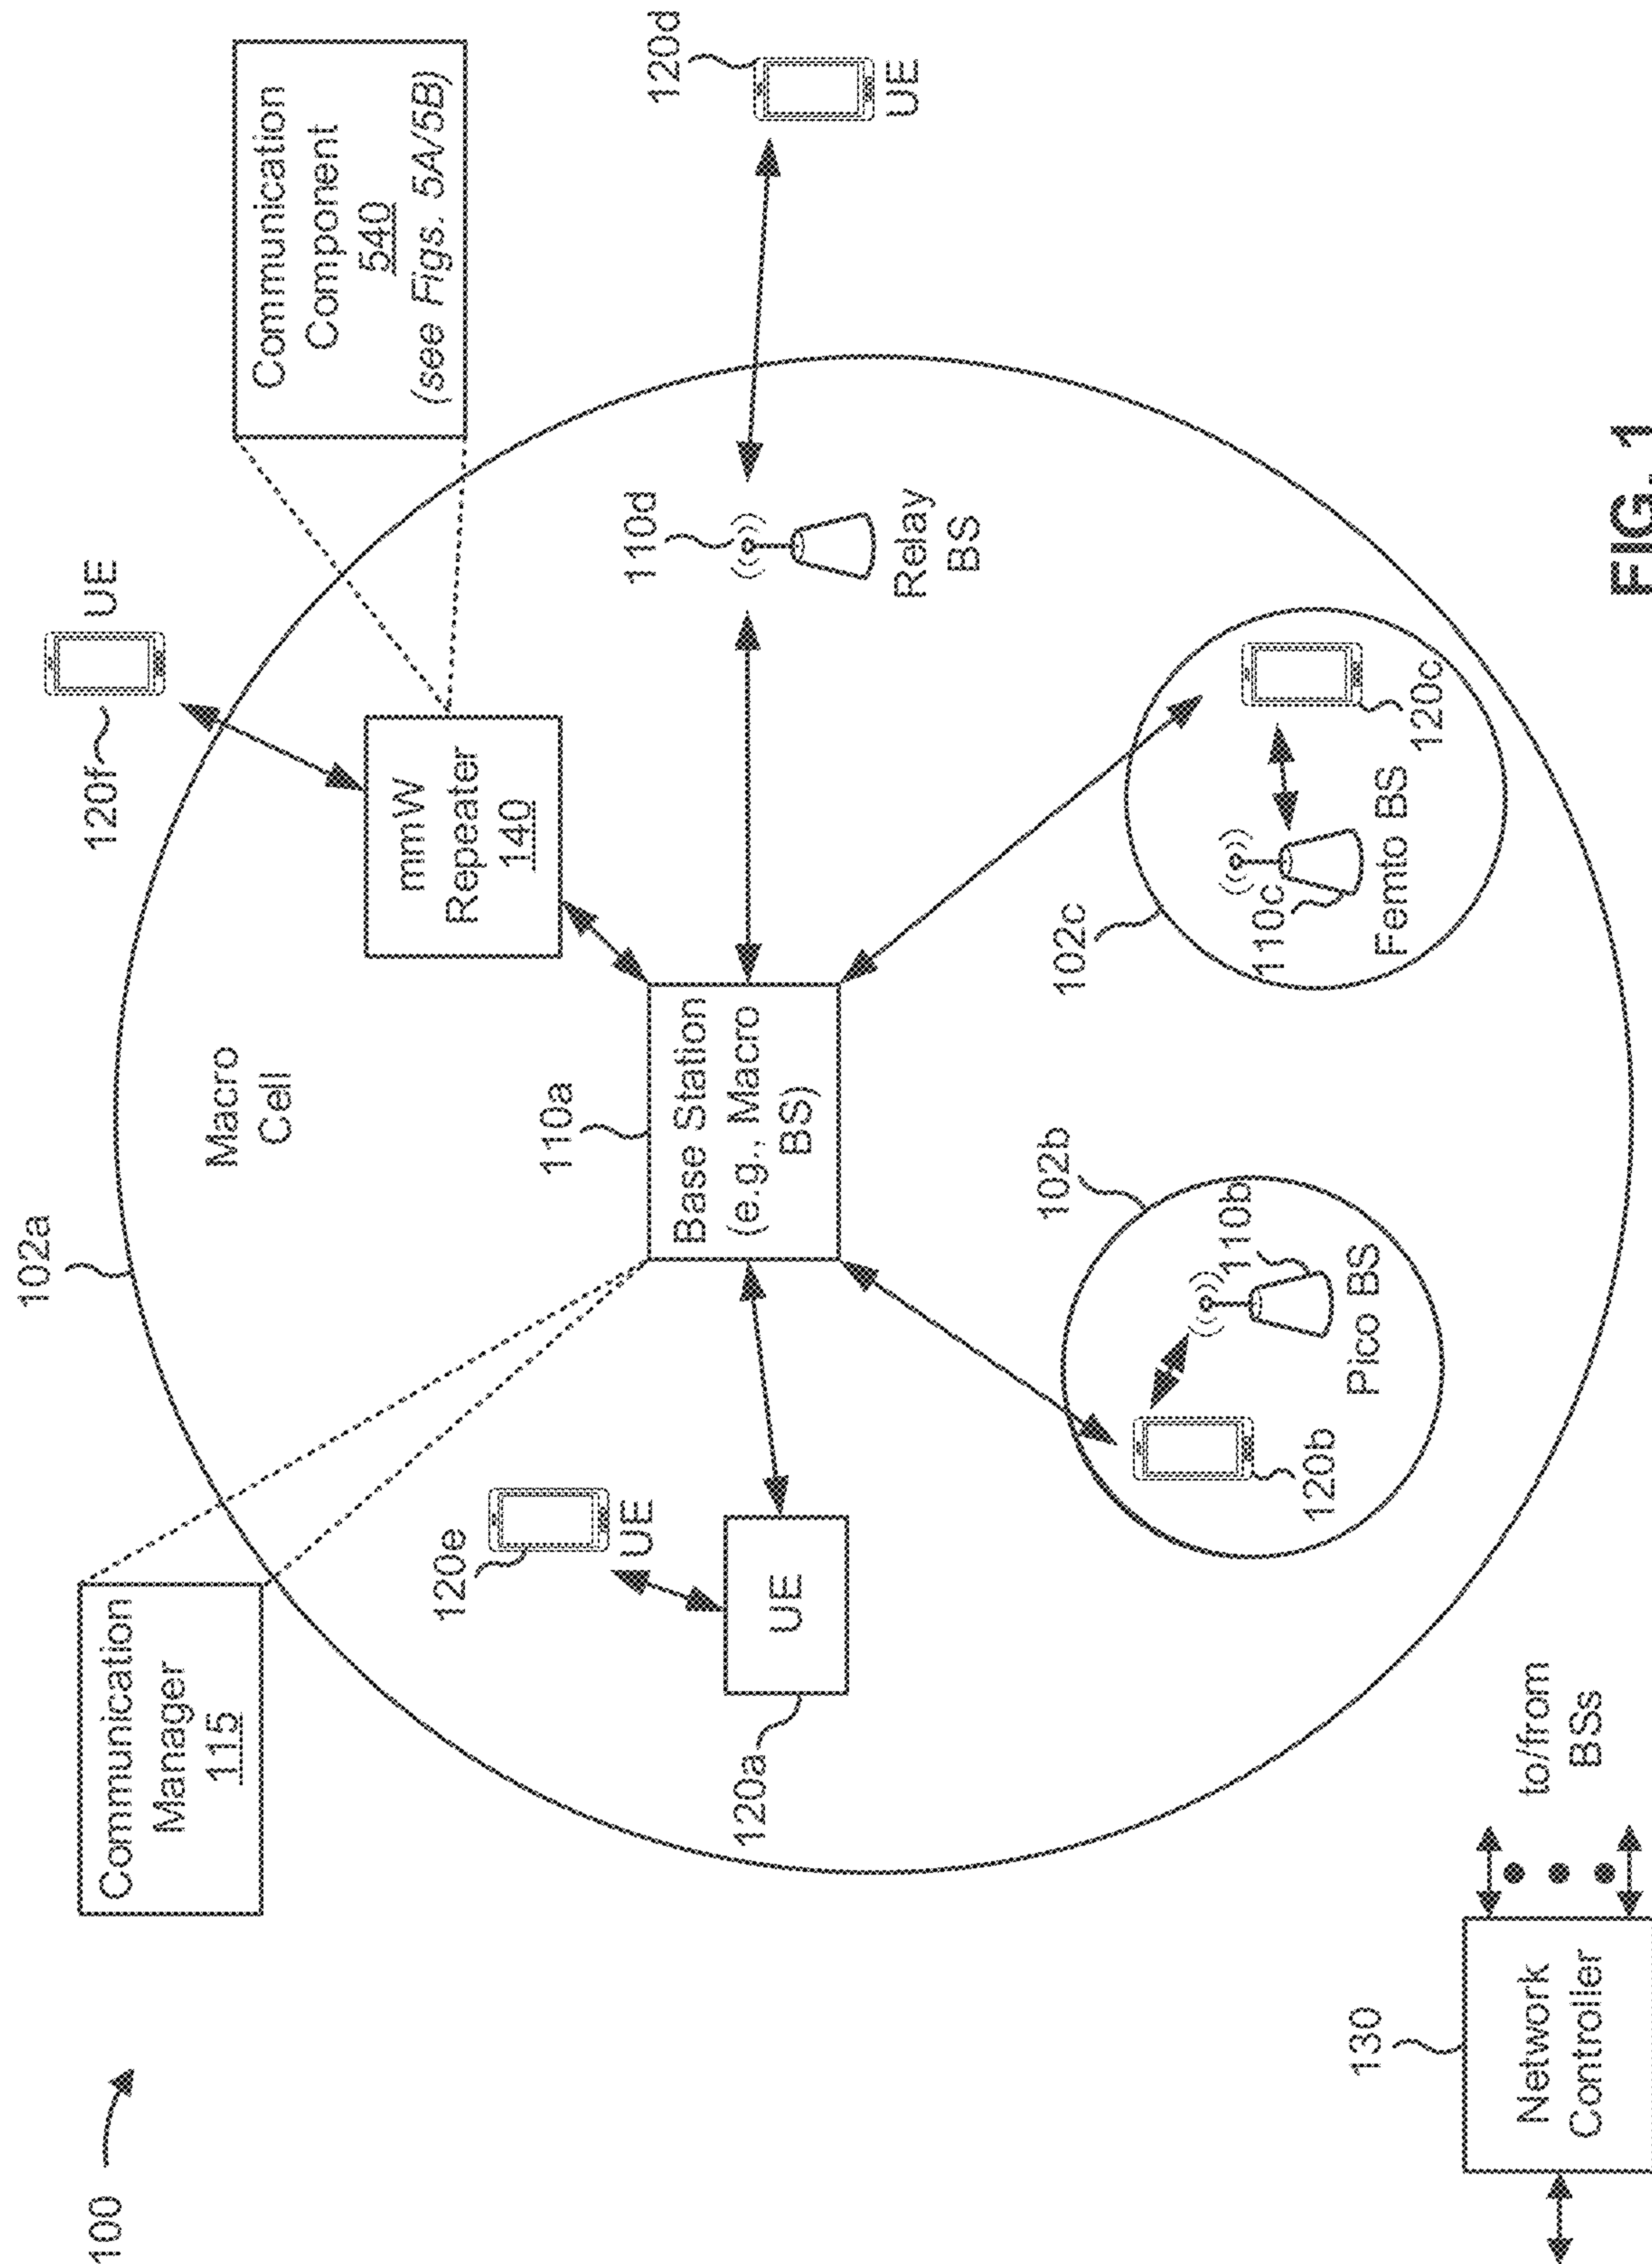 100
102a
Macro
Cell
Communication
Manager
115
120f
UE
Communication
Component
540
(see Figs. 5A/5B)
mmW
Repeater
140
120e
UE
110a
Base Station
(e.g., Macro
BS)
110d
Relay
BS
120d
UE
120a
UE
102b
110b
Pico BS
120b
102c
110c
Femto BS
120c
130
Network
Controller
to/from
BSs
FIG. 1